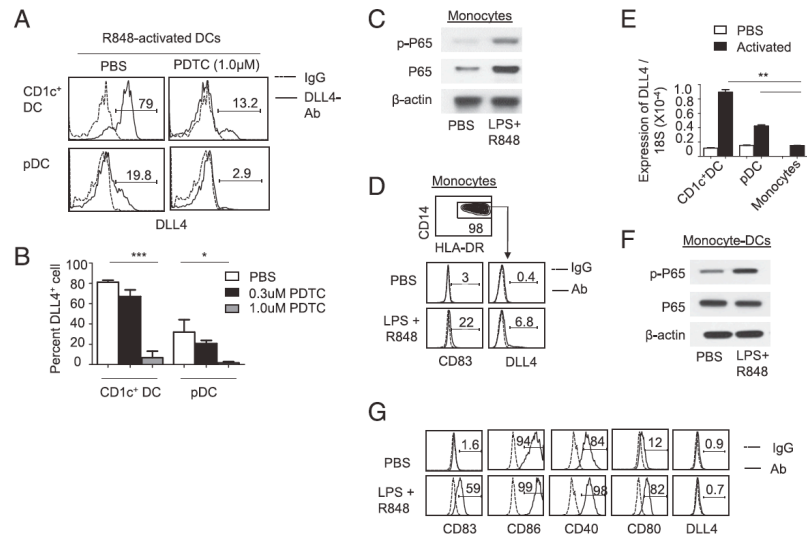 A
R848-activated DCs
PBS PDTC (1.0μM)
CD1c⁺
DC
79
13.2
IgG
DLL4-
Ab
pDC
19.8
2.9
DLL4
B
Percent DLL4⁺ cell
100
80
60
40
20
0
***
*
PBS
0.3uM PDTC
1.0uM PDTC
CD1c⁺ DC pDC
C
Monocytes
p-P65
P65
β-actin
PBS LPS+
R848
D
Monocytes
CD14
98
HLA-DR
PBS
3
0.4
IgG
Ab
LPS +
R848
22
6.8
CD83 DLL4
E
PBS
Activated
Expression of DLL4 /
18S (X10⁻⁴)
1.0
0.8
0.6
0.4
0.2
0
**
CD1c⁺DC
pDC
Monocytes
F
Monocyte-DCs
p-P65
P65
β-actin
PBS LPS+
R848
G
PBS
1.6 94 84 12 0.9
IgG
Ab
LPS +
R848
59 99 98 82 0.7
CD83 CD86 CD40 CD80 DLL4